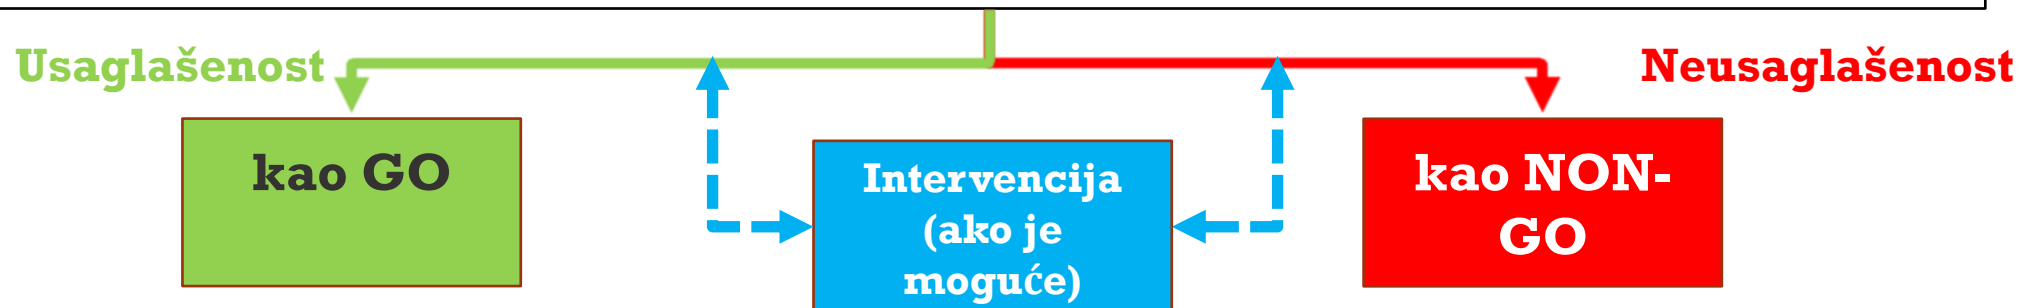 Usaglašenost
Neusaglašenost
kao GO
Intervencija
(ako je
moguće)
kao NON-
GO